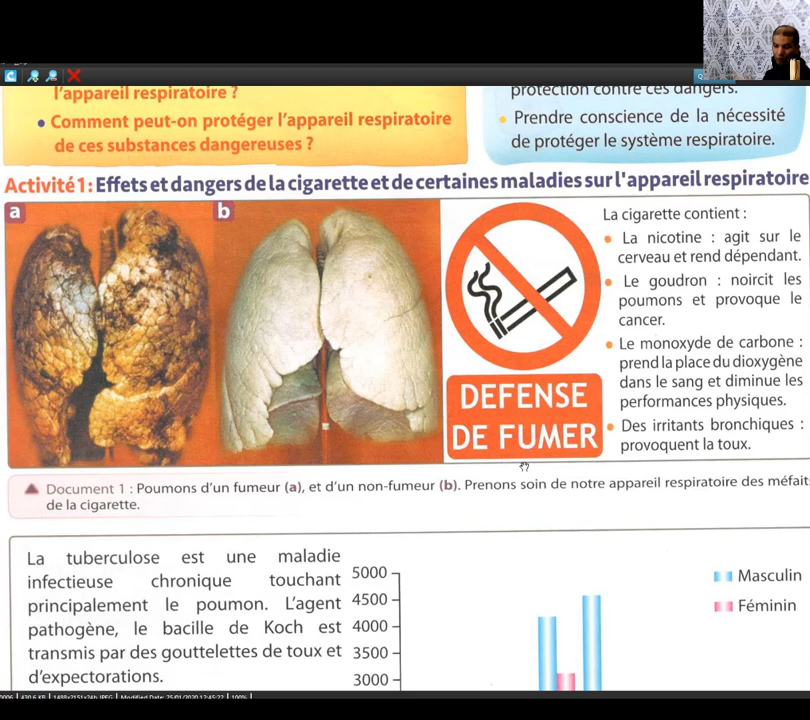 l'appareil respiratoire ?
• Comment peut-on protéger l'appareil respiratoire
de ces substances dangereuses ?
protection contre ces dangers.
• Prendre conscience de la nécessité
de protéger le système respiratoire.
Activité1: Effets et dangers de la cigarette et de certaines maladies sur l'appareil respiratoire
a
b
DEFENSE
DE FUMER
La cigarette contient :
• La nicotine : agit sur le
cerveau et rend dépendant.
• Le goudron : noircit les
poumons et provoque le
cancer.
• Le monoxyde de carbone :
prend la place du dioxygène
dans le sang et diminue les
performances physiques.
• Des irritants bronchiques :
provoquent la toux.
Document 1 : Poumons d'un fumeur (a), et d'un non-fumeur (b). Prenons soin de notre appareil respiratoire des méfait
de la cigarette.
La tuberculose est une maladie
infectieuse chronique touchant
principalement le poumon. L'agent
pathogène, le bacille de Koch est
transmis par des gouttelettes de toux et
d'expectorations.
5000
4500
4000
3500
3000
Masculin
Féminin